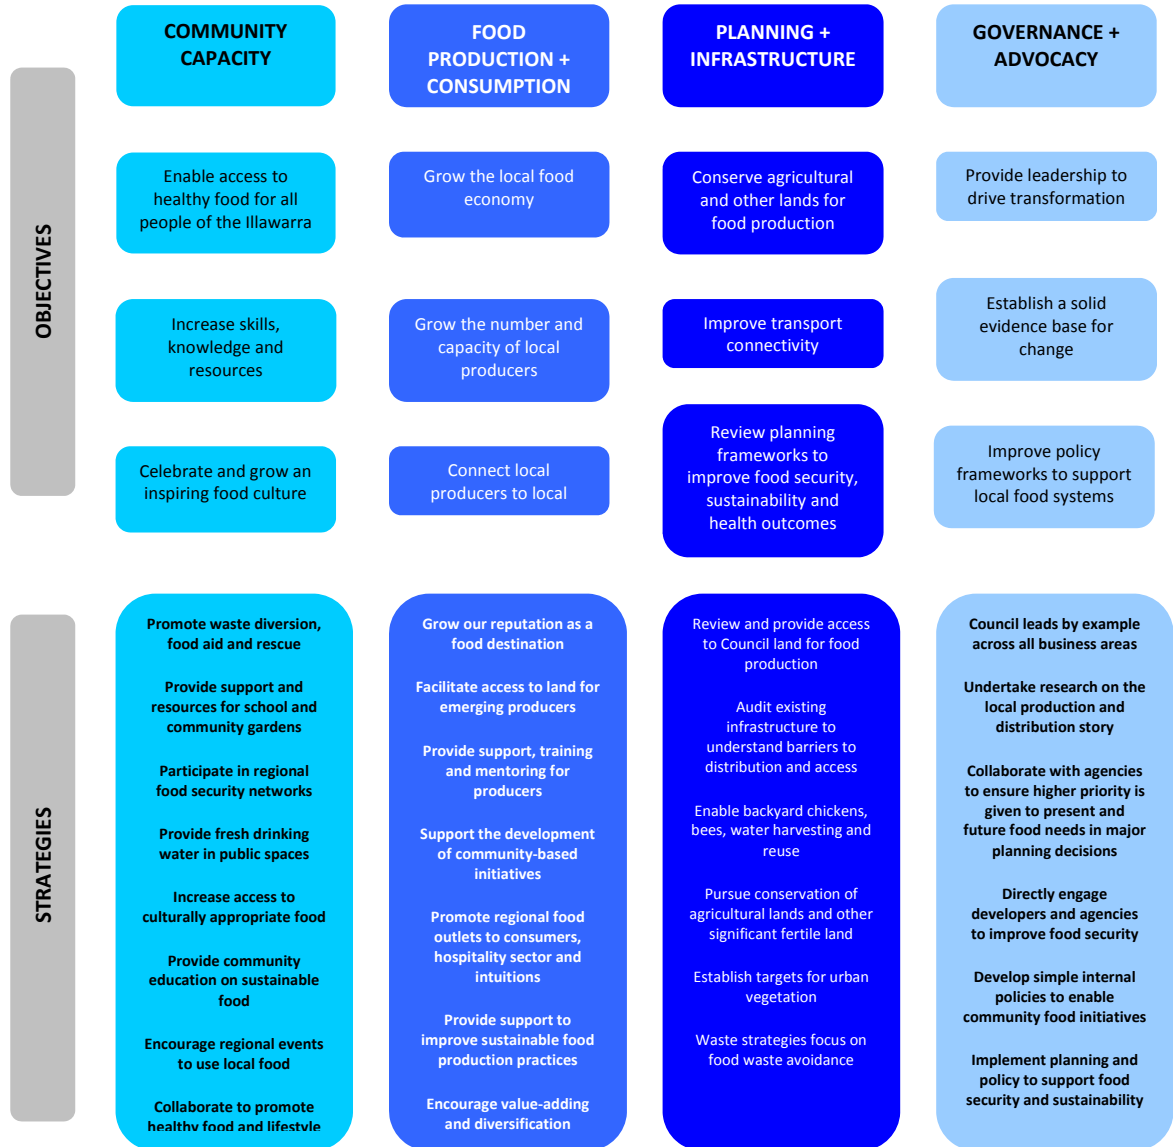 COMMUNITY
CAPACITY
FOOD
PRODUCTION +
CONSUMPTION
PLANNING +
INFRASTRUCTURE
GOVERNANCE +
ADVOCACY
OBJECTIVES
Enable access to
healthy food for all
people of the Illawarra
Grow the local food
economy
Conserve agricultural
and other lands for
food production
Provide leadership to
drive transformation
Increase skills,
knowledge and
resources
Grow the number and
capacity of local
producers
Improve transport
connectivity
Establish a solid
evidence base for
change
Celebrate and grow an
inspiring food culture
Connect local
producers to local
Review planning
frameworks to
improve food security,
sustainability and
health outcomes
Improve policy
frameworks to support
local food systems
STRATEGIES
Promote waste diversion,
food aid and rescue
Provide support and
resources for school and
community gardens
Participate in regional
food security networks
Provide fresh drinking
water in public spaces
Increase access to
culturally appropriate food
Provide community
education on sustainable
food
Encourage regional events
to use local food
Collaborate to promote
healthy food and lifestyle
Grow our reputation as a
food destination
Facilitate access to land for
emerging producers
Provide support, training
and mentoring for
producers
Support the development
of community-based
initiatives
Promote regional food
outlets to consumers,
hospitality sector and
intuitions
Provide support to
improve sustainable food
production practices
Encourage value-adding
and diversification
Review and provide access
to Council land for food
production
Audit existing
infrastructure to
understand barriers to
distribution and access
Enable backyard chickens,
bees, water harvesting and
reuse
Pursue conservation of
agricultural lands and other
significant fertile land
Establish targets for urban
vegetation
Waste strategies focus on
food waste avoidance
Council leads by example
across all business areas
Undertake research on the
local production and
distribution story
Collaborate with agencies
to ensure higher priority is
given to present and
future food needs in major
planning decisions
Directly engage
developers and agencies
to improve food security
Develop simple internal
policies to enable
community food initiatives
Implement planning and
policy to support food
security and sustainability